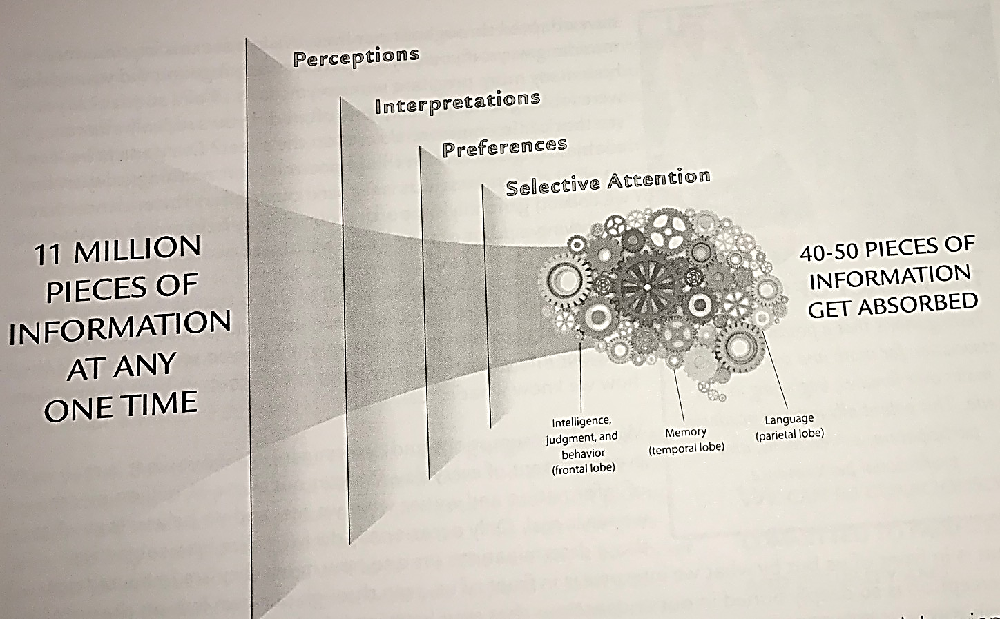 Perceptions
Interpretations
Preferences
Selective Attention
11 MILLION
PIECES OF
INFORMATION
AT ANY
ONE TIME
40-50 PIECES OF
INFORMATION
GET ABSORBED
Intelligence,
judgment, and
behavior
(frontal lobe)
Memory
(temporal lobe)
Language
(parietal lobe)